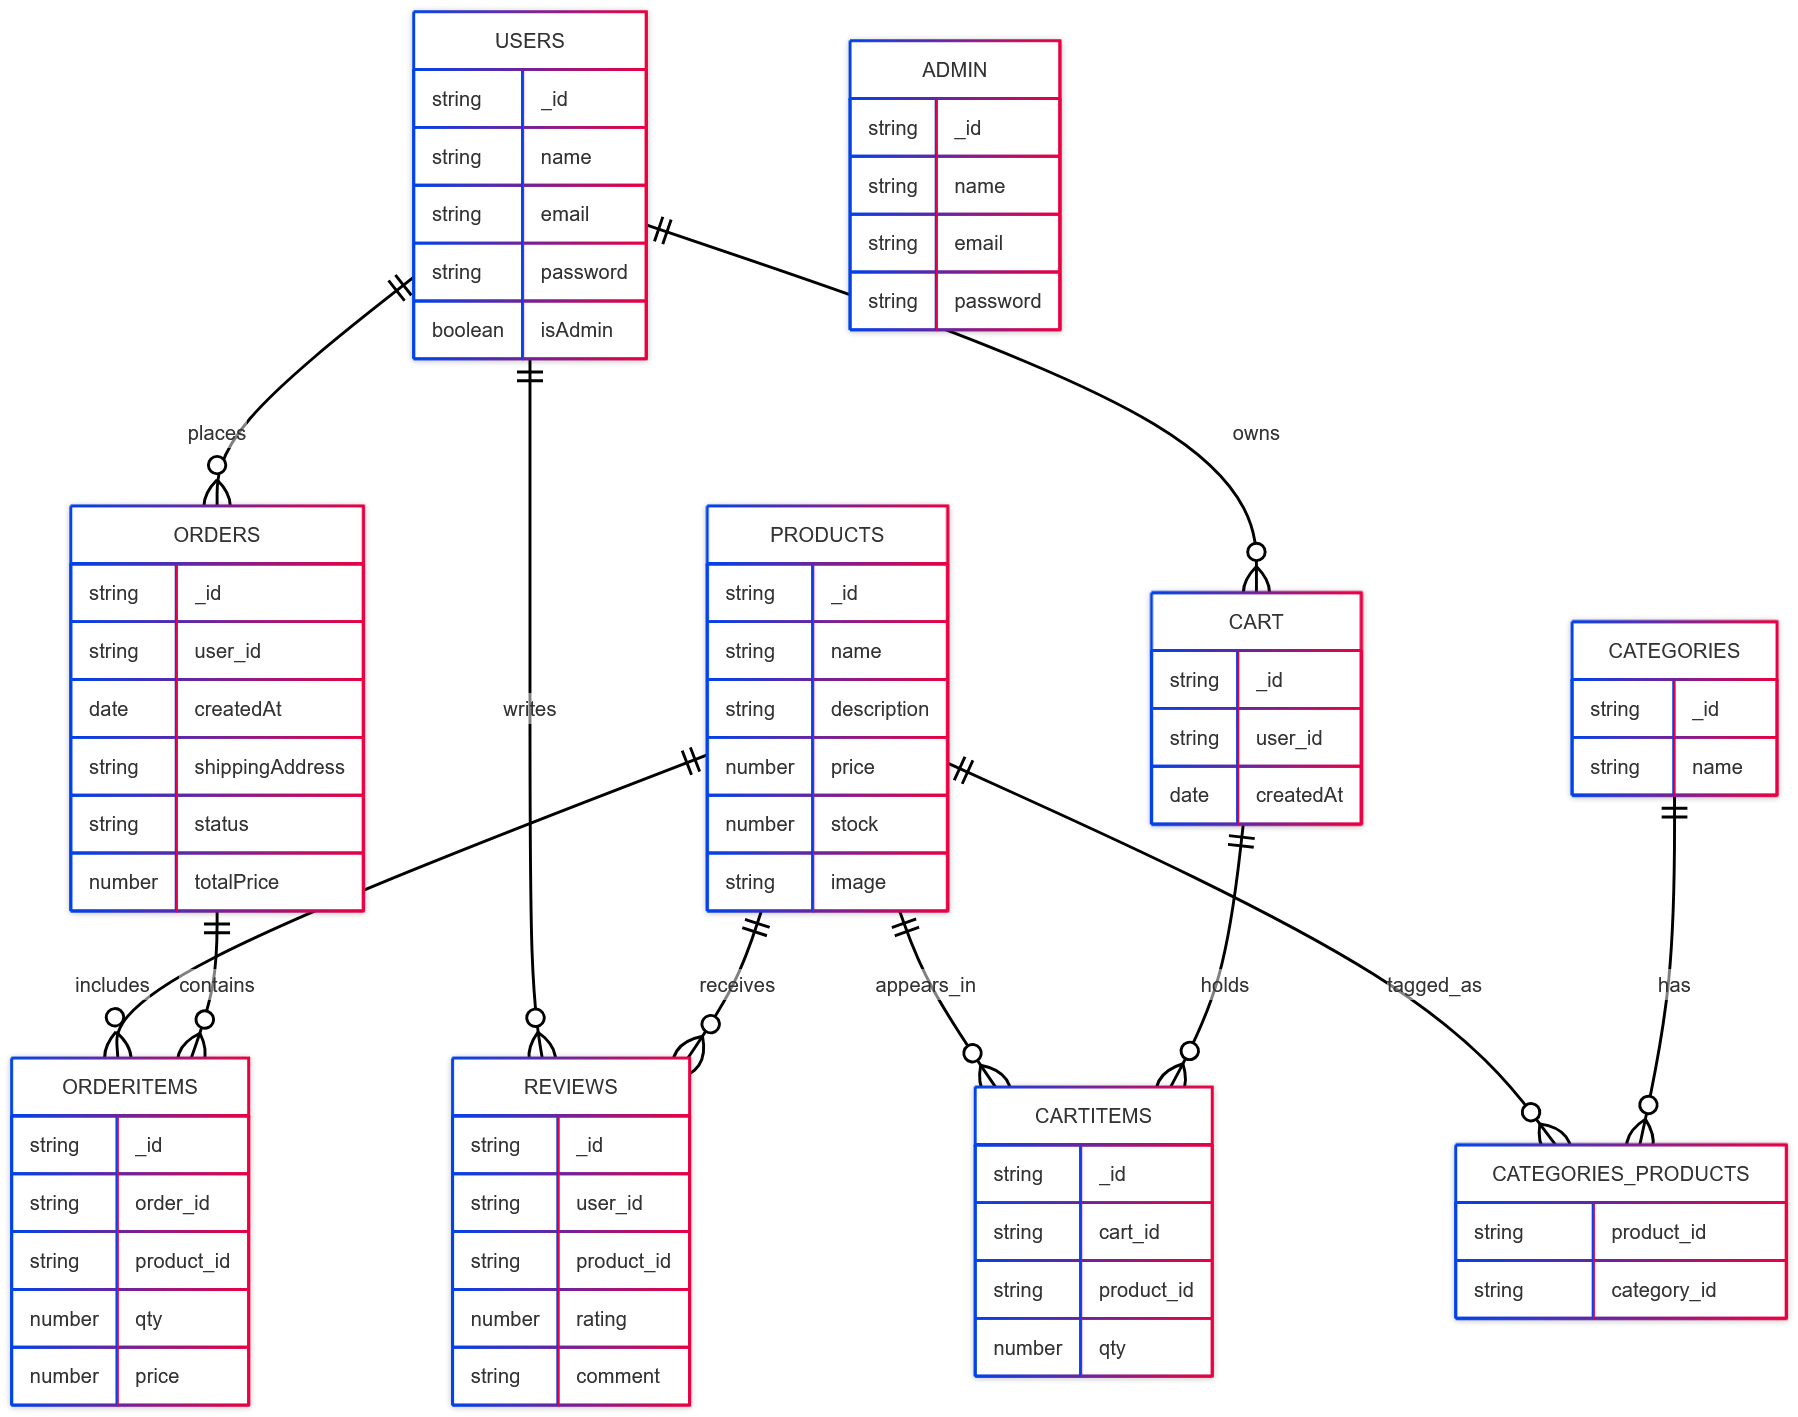 USERS
string _id
string name
string email
string password
boolean isAdmin
ADMIN
string _id
string name
string email
string password
places
owns
ORDERS
string _id
string user_id
date createdAt
string shippingAddress
string status
number totalPrice
writes
PRODUCTS
string _id
string name
string description
number price
number stock
string image
CART
string _id
string user_id
date createdAt
CATEGORIES
string _id
string name
includes
contains
receives
appears_in
holds
tagged_as
has
ORDERITEMS
string _id
string order_id
string product_id
number qty
number price
REVIEWS
string _id
string user_id
string product_id
number rating
string comment
CARTITEMS
string _id
string cart_id
string product_id
number qty
CATEGORIES_PRODUCTS
string product_id
string category_id